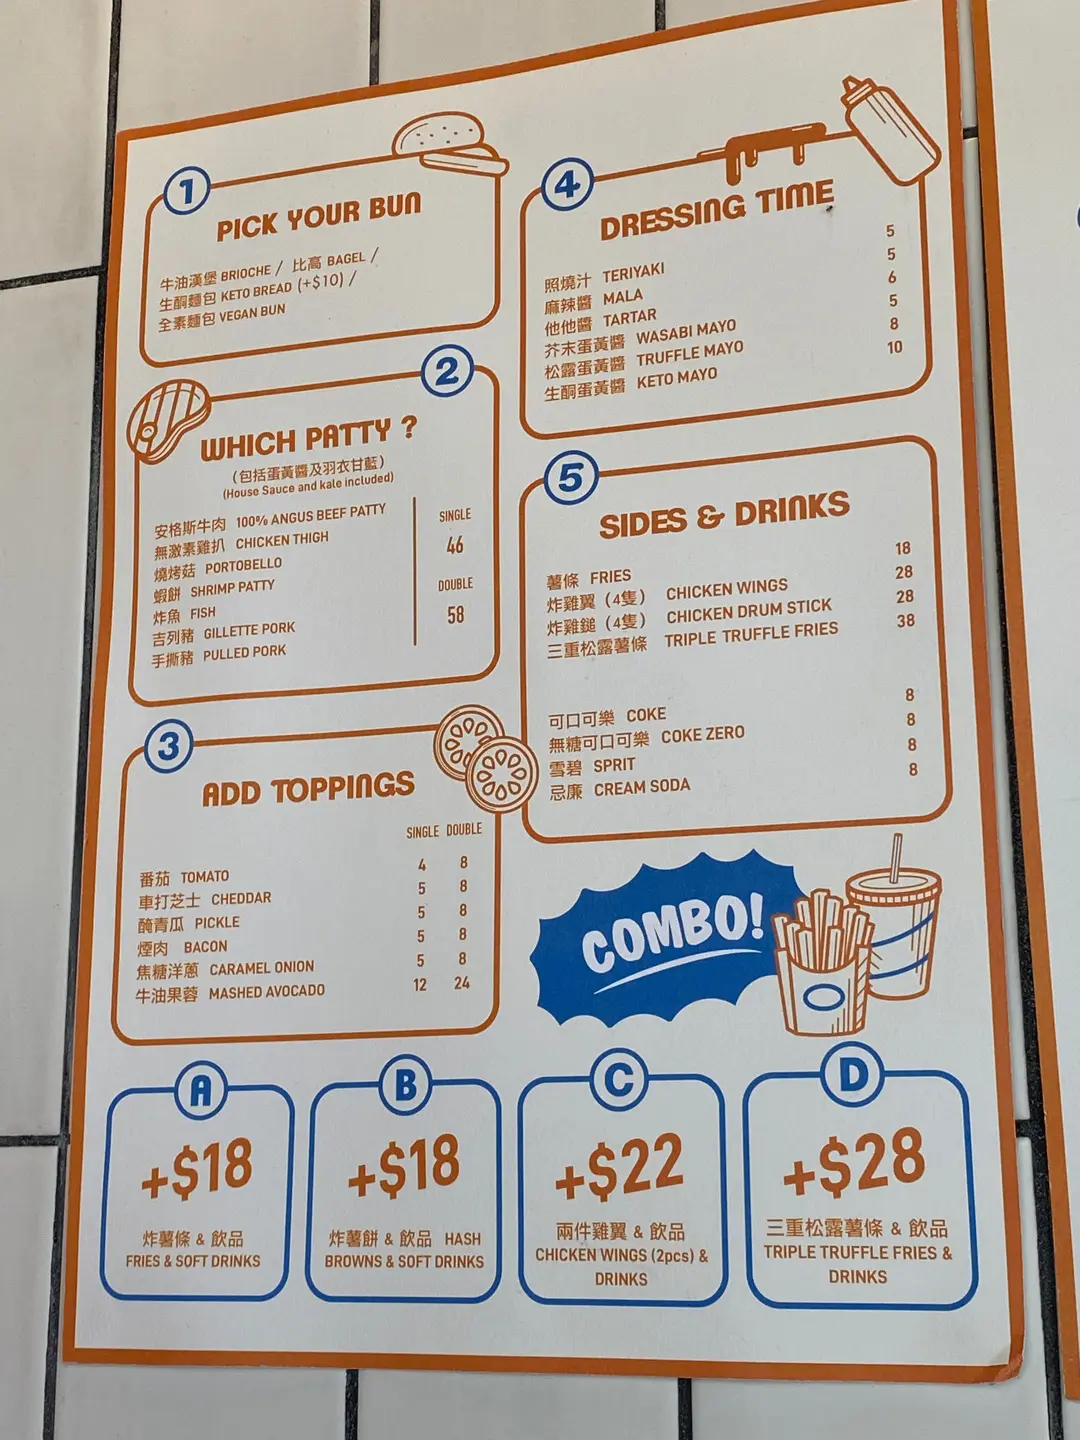 1
PICK YOUR BUN
牛油漢堡 BRIOCHE / 比高 BAGEL /
生酮麵包 KETO BREAD (+$10) /
全素麵包 VEGAN BUN
2
WHICH PATTY ?
(包括蛋黃醬及羽衣甘藍)
(House Sauce and kale included)
安格斯牛肉 100% ANGUS BEEF PATTY
無激素雞扒 CHICKEN THIGH
燒烤菇 PORTOBELLO
蝦餅 SHRIMP PATTY
炸魚 FISH
吉列豬 GILLETTE PORK
手撕豬 PULLED PORK
SINGLE
46
DOUBLE
58
3
ADD TOPPINGS
SINGLE DOUBLE
番茄 TOMATO 4 8
車打芝士 CHEDDAR 5 8
醃青瓜 PICKLE 5 8
煙肉 BACON 5 8
焦糖洋蔥 CARAMEL ONION 5 8
牛油果蓉 MASHED AVOCADO 12 24
4
DRESSING TIME
照燒汁 TERIYAKI 5
麻辣醬 MALA 5
他他醬 TARTAR 6
芥末蛋黃醬 WASABI MAYO 5
松露蛋黃醬 TRUFFLE MAYO 8
生酮蛋黃醬 KETO MAYO 10
5
SIDES & DRINKS
薯條 FRIES 18
炸雞翼 (4隻) CHICKEN WINGS 28
炸雞鎚 (4隻) CHICKEN DRUM STICK 28
三重松露薯條 TRIPLE TRUFFLE FRIES 38
可口可樂 COKE 8
無糖可口可樂 COKE ZERO 8
雪碧 SPRIT 8
忌廉 CREAM SODA 8
COMBO!
A
+$18
炸薯條 & 飲品
FRIES & SOFT DRINKS
B
+$18
炸薯餅 & 飲品 HASH
BROWNS & SOFT DRINKS
C
+$22
兩件雞翼 & 飲品
CHICKEN WINGS (2pcs) &
DRINKS
D
+$28
三重松露薯條 & 飲品
TRIPLE TRUFFLE FRIES &
DRINKS